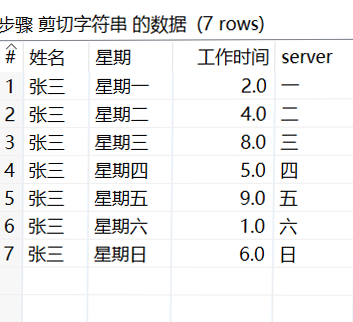 步骤 剪切字符串 的数据 (7 rows)
# 姓名 星期 工作时间 server
1 张三 星期一 2.0 一
2 张三 星期二 4.0 二
3 张三 星期三 8.0 三
4 张三 星期四 5.0 四
5 张三 星期五 9.0 五
6 张三 星期六 1.0 六
7 张三 星期日 6.0 日